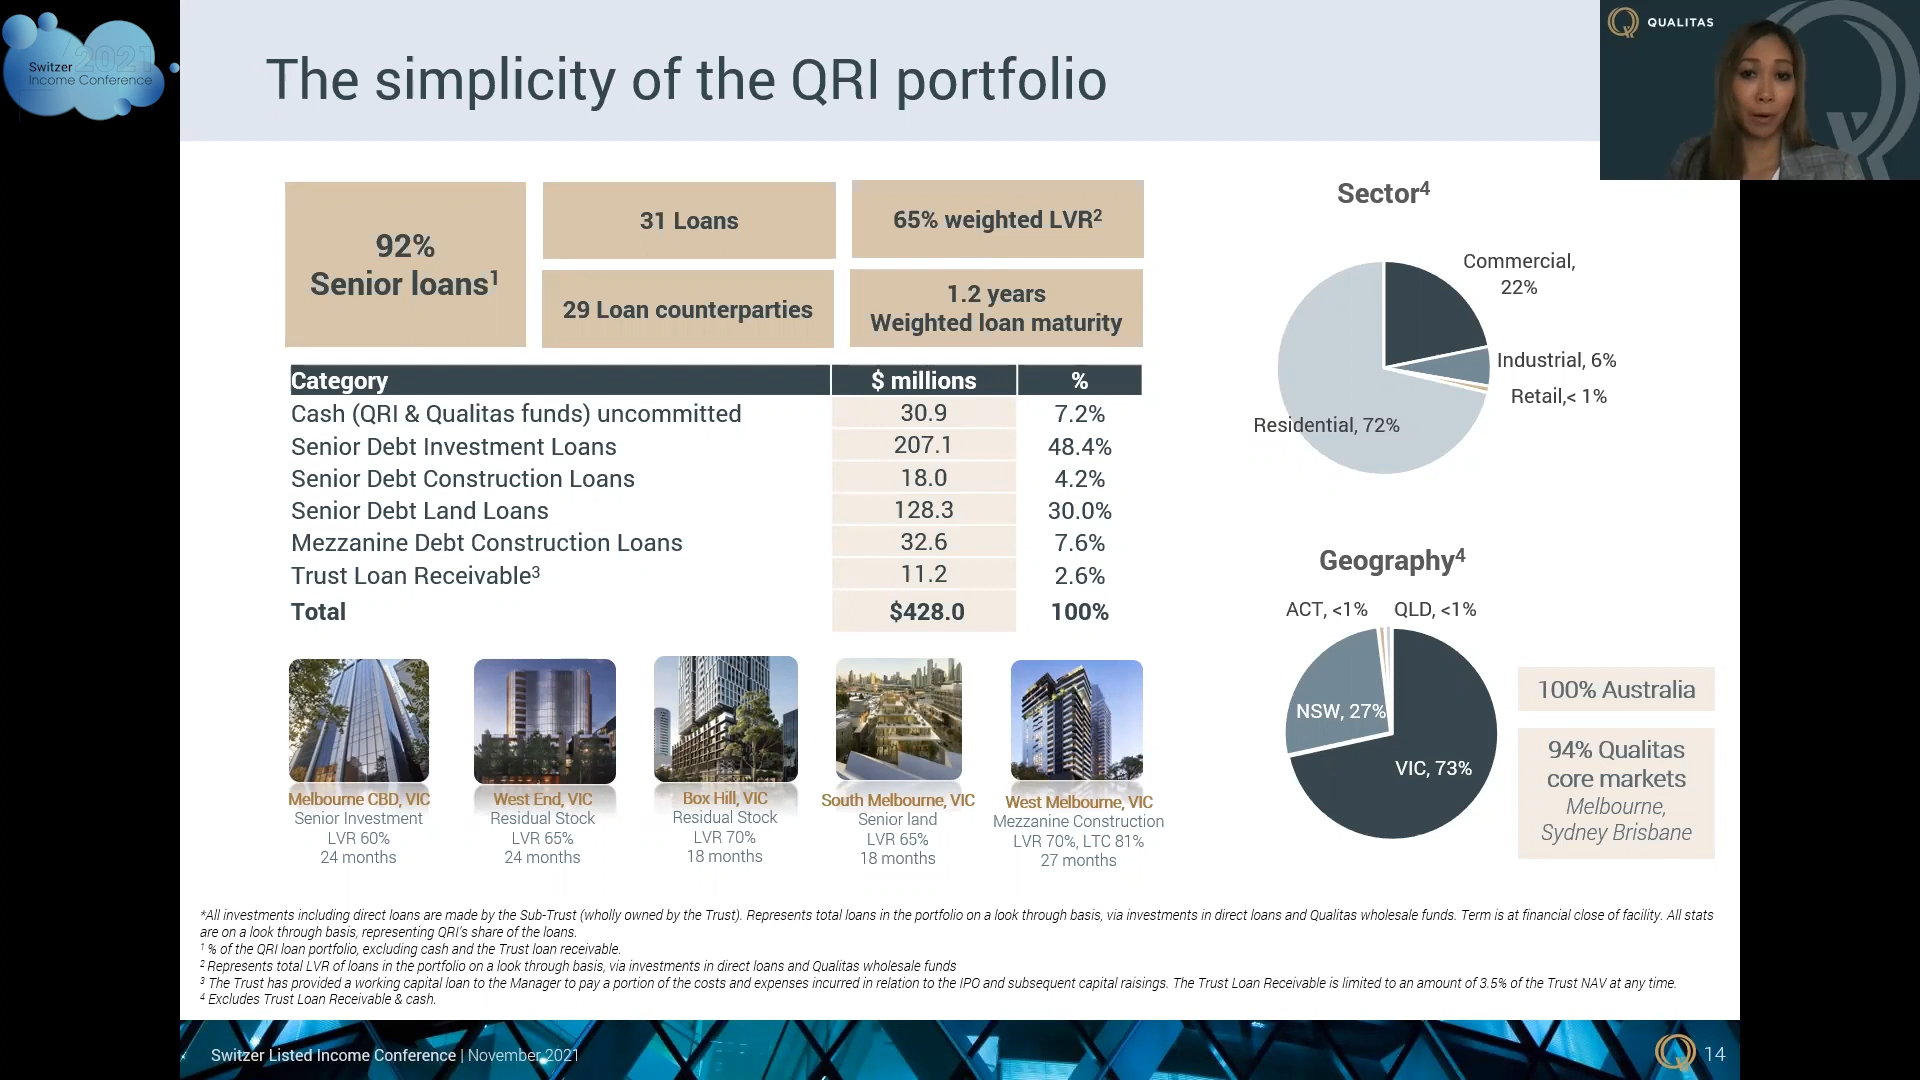 2021
Switzer
Income Conference
The simplicity of the QRI portfolio
QUALITAS
92%
Senior loans¹
31 Loans
65% weighted LVR²
29 Loan counterparties
1.2 years
Weighted loan maturity
Category $ millions %
Cash (QRI & Qualitas funds) uncommitted 30.9 7.2%
Senior Debt Investment Loans 207.1 48.4%
Senior Debt Construction Loans 18.0 4.2%
Senior Debt Land Loans 128.3 30.0%
Mezzanine Debt Construction Loans 32.6 7.6%
Trust Loan Receivable³ 11.2 2.6%
Total $428.0 100%
Sector⁴
Commercial,
22%
Industrial, 6%
Retail,< 1%
Residential, 72%
Geography⁴
ACT, <1% QLD, <1%
NSW, 27%
VIC, 73%
100% Australia
94% Qualitas
core markets
Melbourne,
Sydney Brisbane
Melbourne CBD, VIC
Senior Investment
LVR 60%
24 months
West End, VIC
Residual Stock
LVR 65%
24 months
Box Hill, VIC
Residual Stock
LVR 70%
18 months
South Melbourne, VIC
Senior land
LVR 65%
18 months
West Melbourne, VIC
Mezzanine Construction
LVR 70%, LTC 81%
27 months
*All investments including direct loans are made by the Sub-Trust (wholly owned by the Trust). Represents total loans in the portfolio on a look through basis, via investments in direct loans and Qualitas wholesale funds. Term is at financial close of facility. All stats
are on a look through basis, representing QRI's share of the loans.
¹ % of the QRI loan portfolio, excluding cash and the Trust loan receivable.
² Represents total LVR of loans in the portfolio on a look through basis, via investments in direct loans and Qualitas wholesale funds
³ The Trust has provided a working capital loan to the Manager to pay a portion of the costs and expenses incurred in relation to the IPO and subsequent capital raisings. The Trust Loan Receivable is limited to an amount of 3.5% of the Trust NAV at any time.
⁴ Excludes Trust Loan Receivable & cash.
Switzer Listed Income Conference | November 2021
14